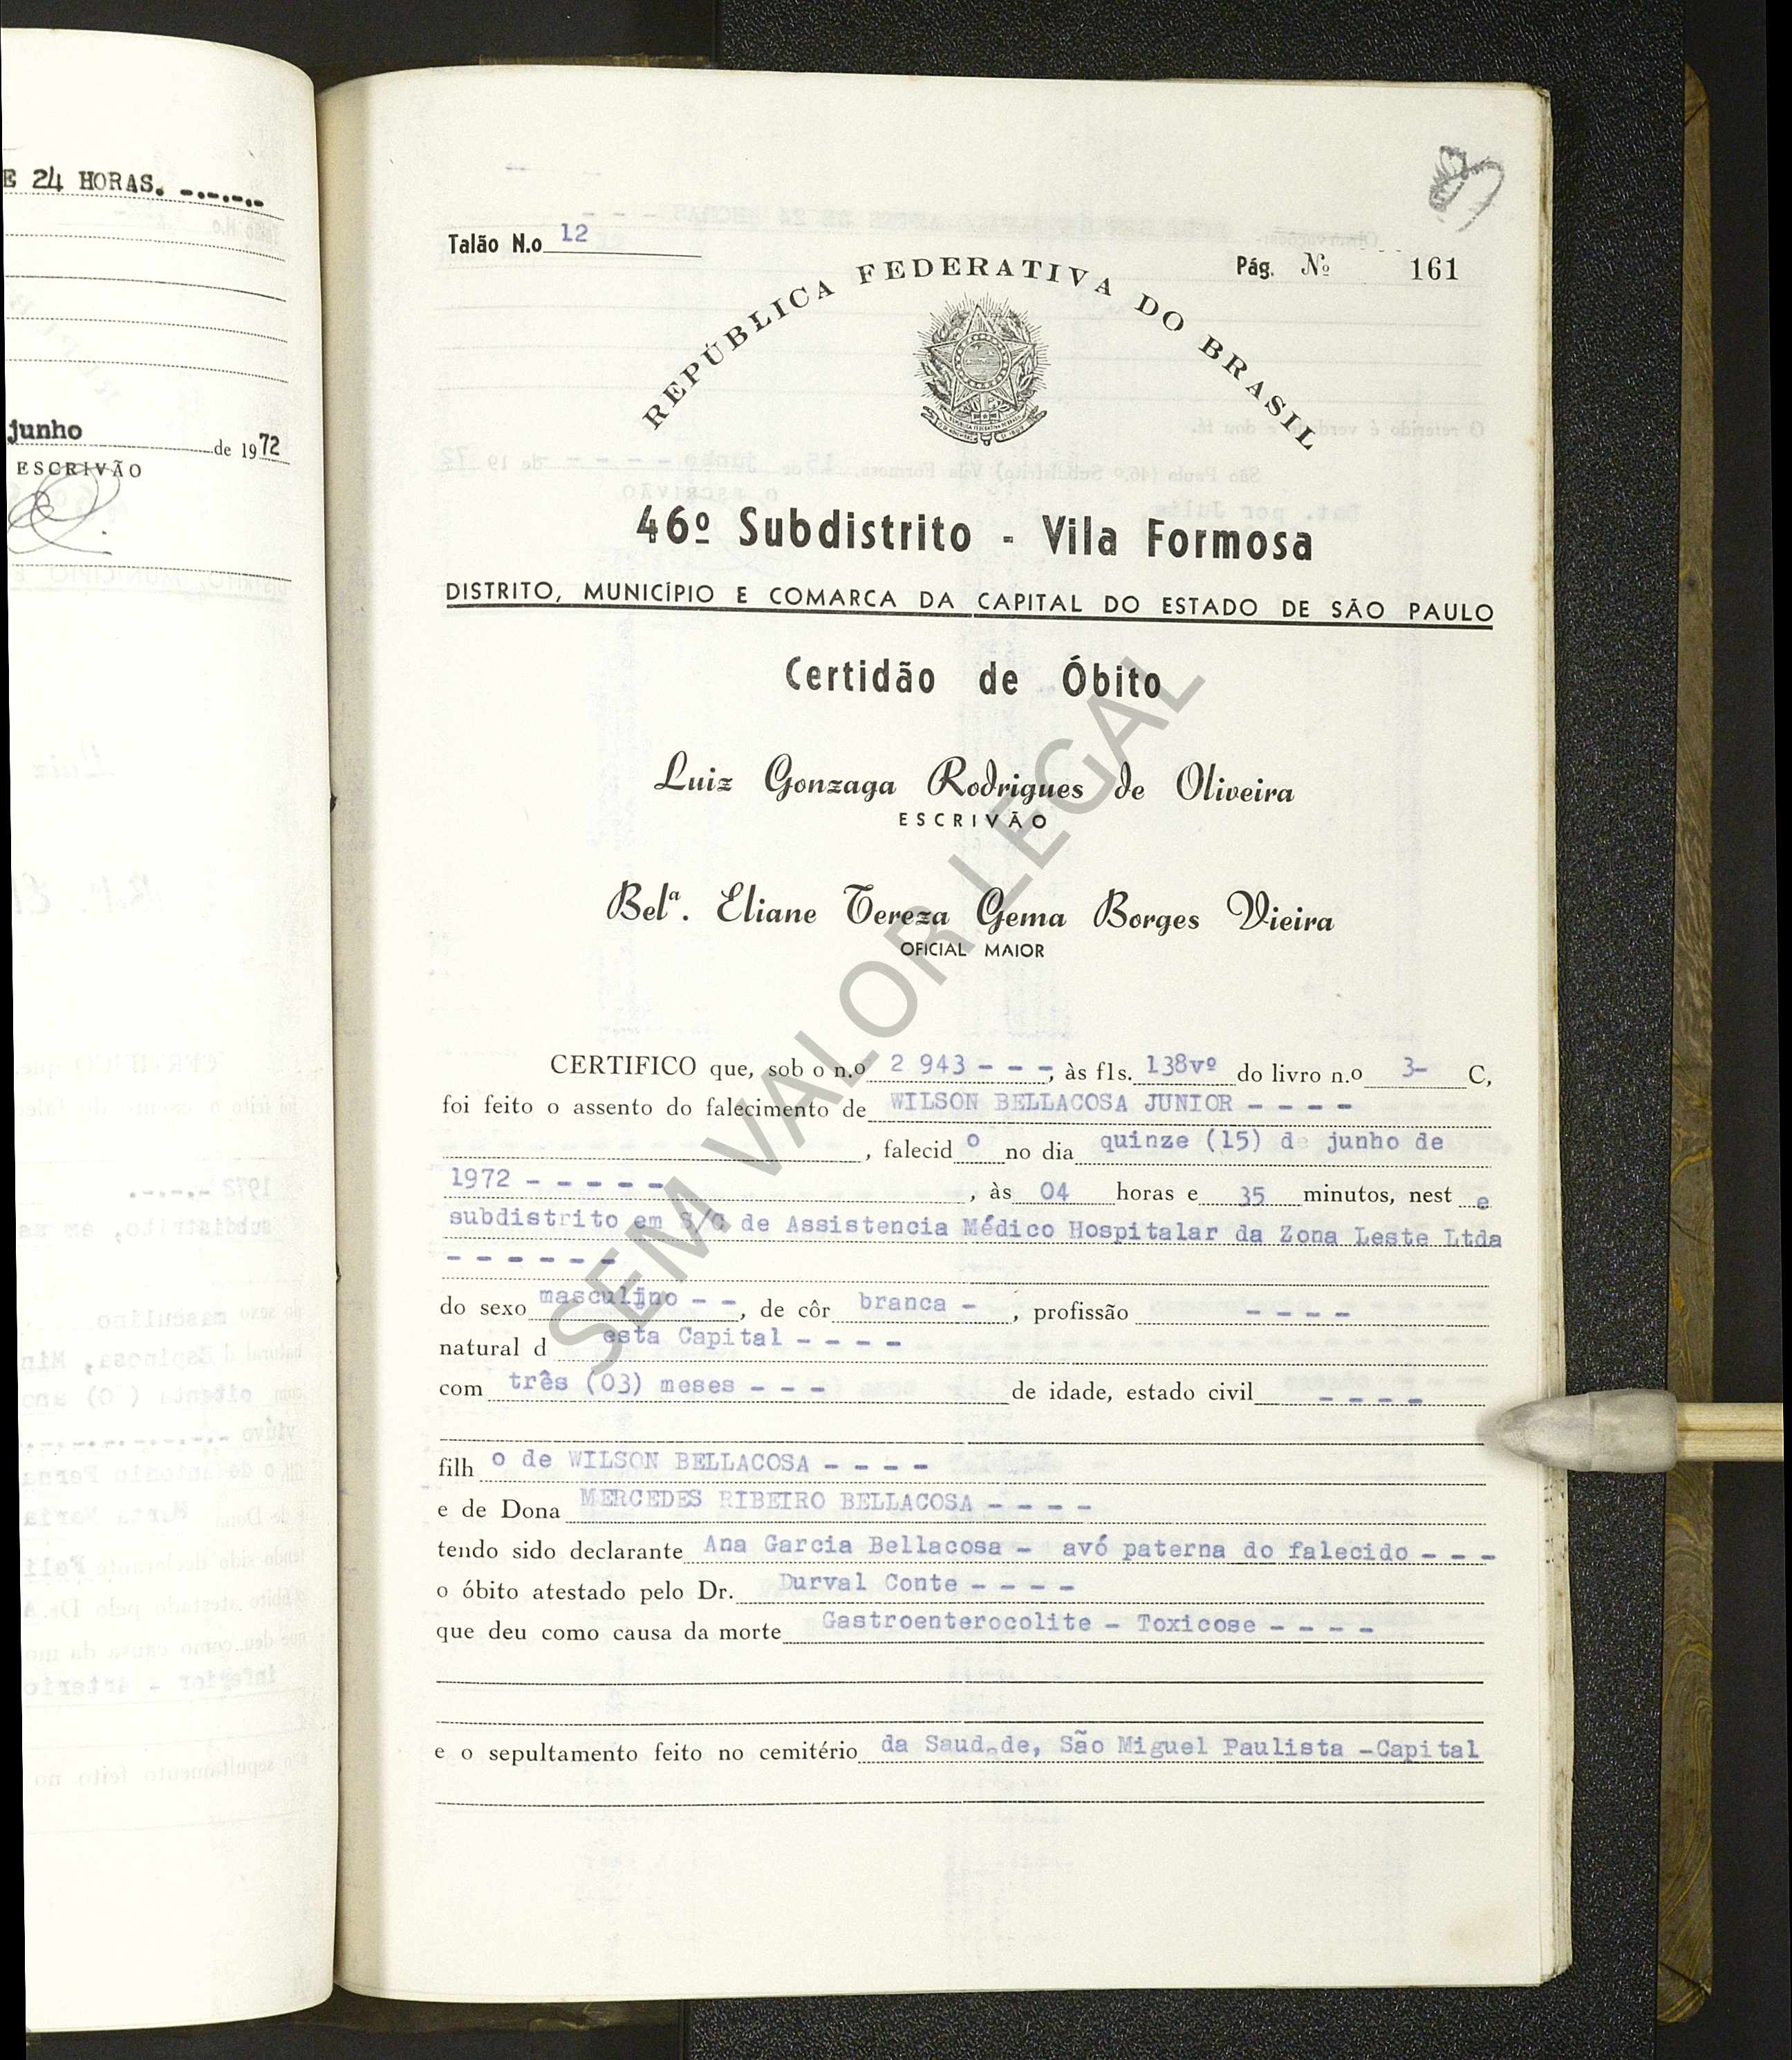 E 24 HORAS. -.-.-.-
junho de 1972
ESCRIVÃO
Talão N.o 12
Pág. Nº 161
REPÚBLICA FEDERATIVA DO BRASIL
46º Subdistrito - Vila Formosa
DISTRITO, MUNICÍPIO E COMARCA DA CAPITAL DO ESTADO DE SÃO PAULO
Certidão de Óbito
Luiz Gonzaga Rodrigues de Oliveira
ESCRIVÃO
Belª. Eliane Tereza Gema Borges Vieira
OFICIAL MAIOR
CERTIFICO que, sob o n.o 2 943 - - -, às fls. 138vº do livro n.o 3- C,
foi feito o assento do falecimento de WILSON BELLACOSA JUNIOR - - - -
, falecid o no dia quinze (15) de junho de
1972 - - - - - , às 04 horas e 35 minutos, nest e
subdistrito em S/C de Assistencia Médico Hospitalar da Zona Leste Ltda
- - - - - -
do sexo masculino - -, de côr branca - , profissão - - - -
natural d esta Capital - - - -
com três (03) meses - - - de idade, estado civil - - - -
filh o de WILSON BELLACOSA - - - -
e de Dona MERCEDES RIBEIRO BELLACOSA - - - -
tendo sido declarante Ana Garcia Bellacosa - avó paterna do falecido - - -
o óbito atestado pelo Dr. Durval Conte - - - -
que deu como causa da morte Gastroenterocolite - Toxicose - - - -
e o sepultamento feito no cemitério da Saudade, São Miguel Paulista -Capital
SEM VALOR LEGAL